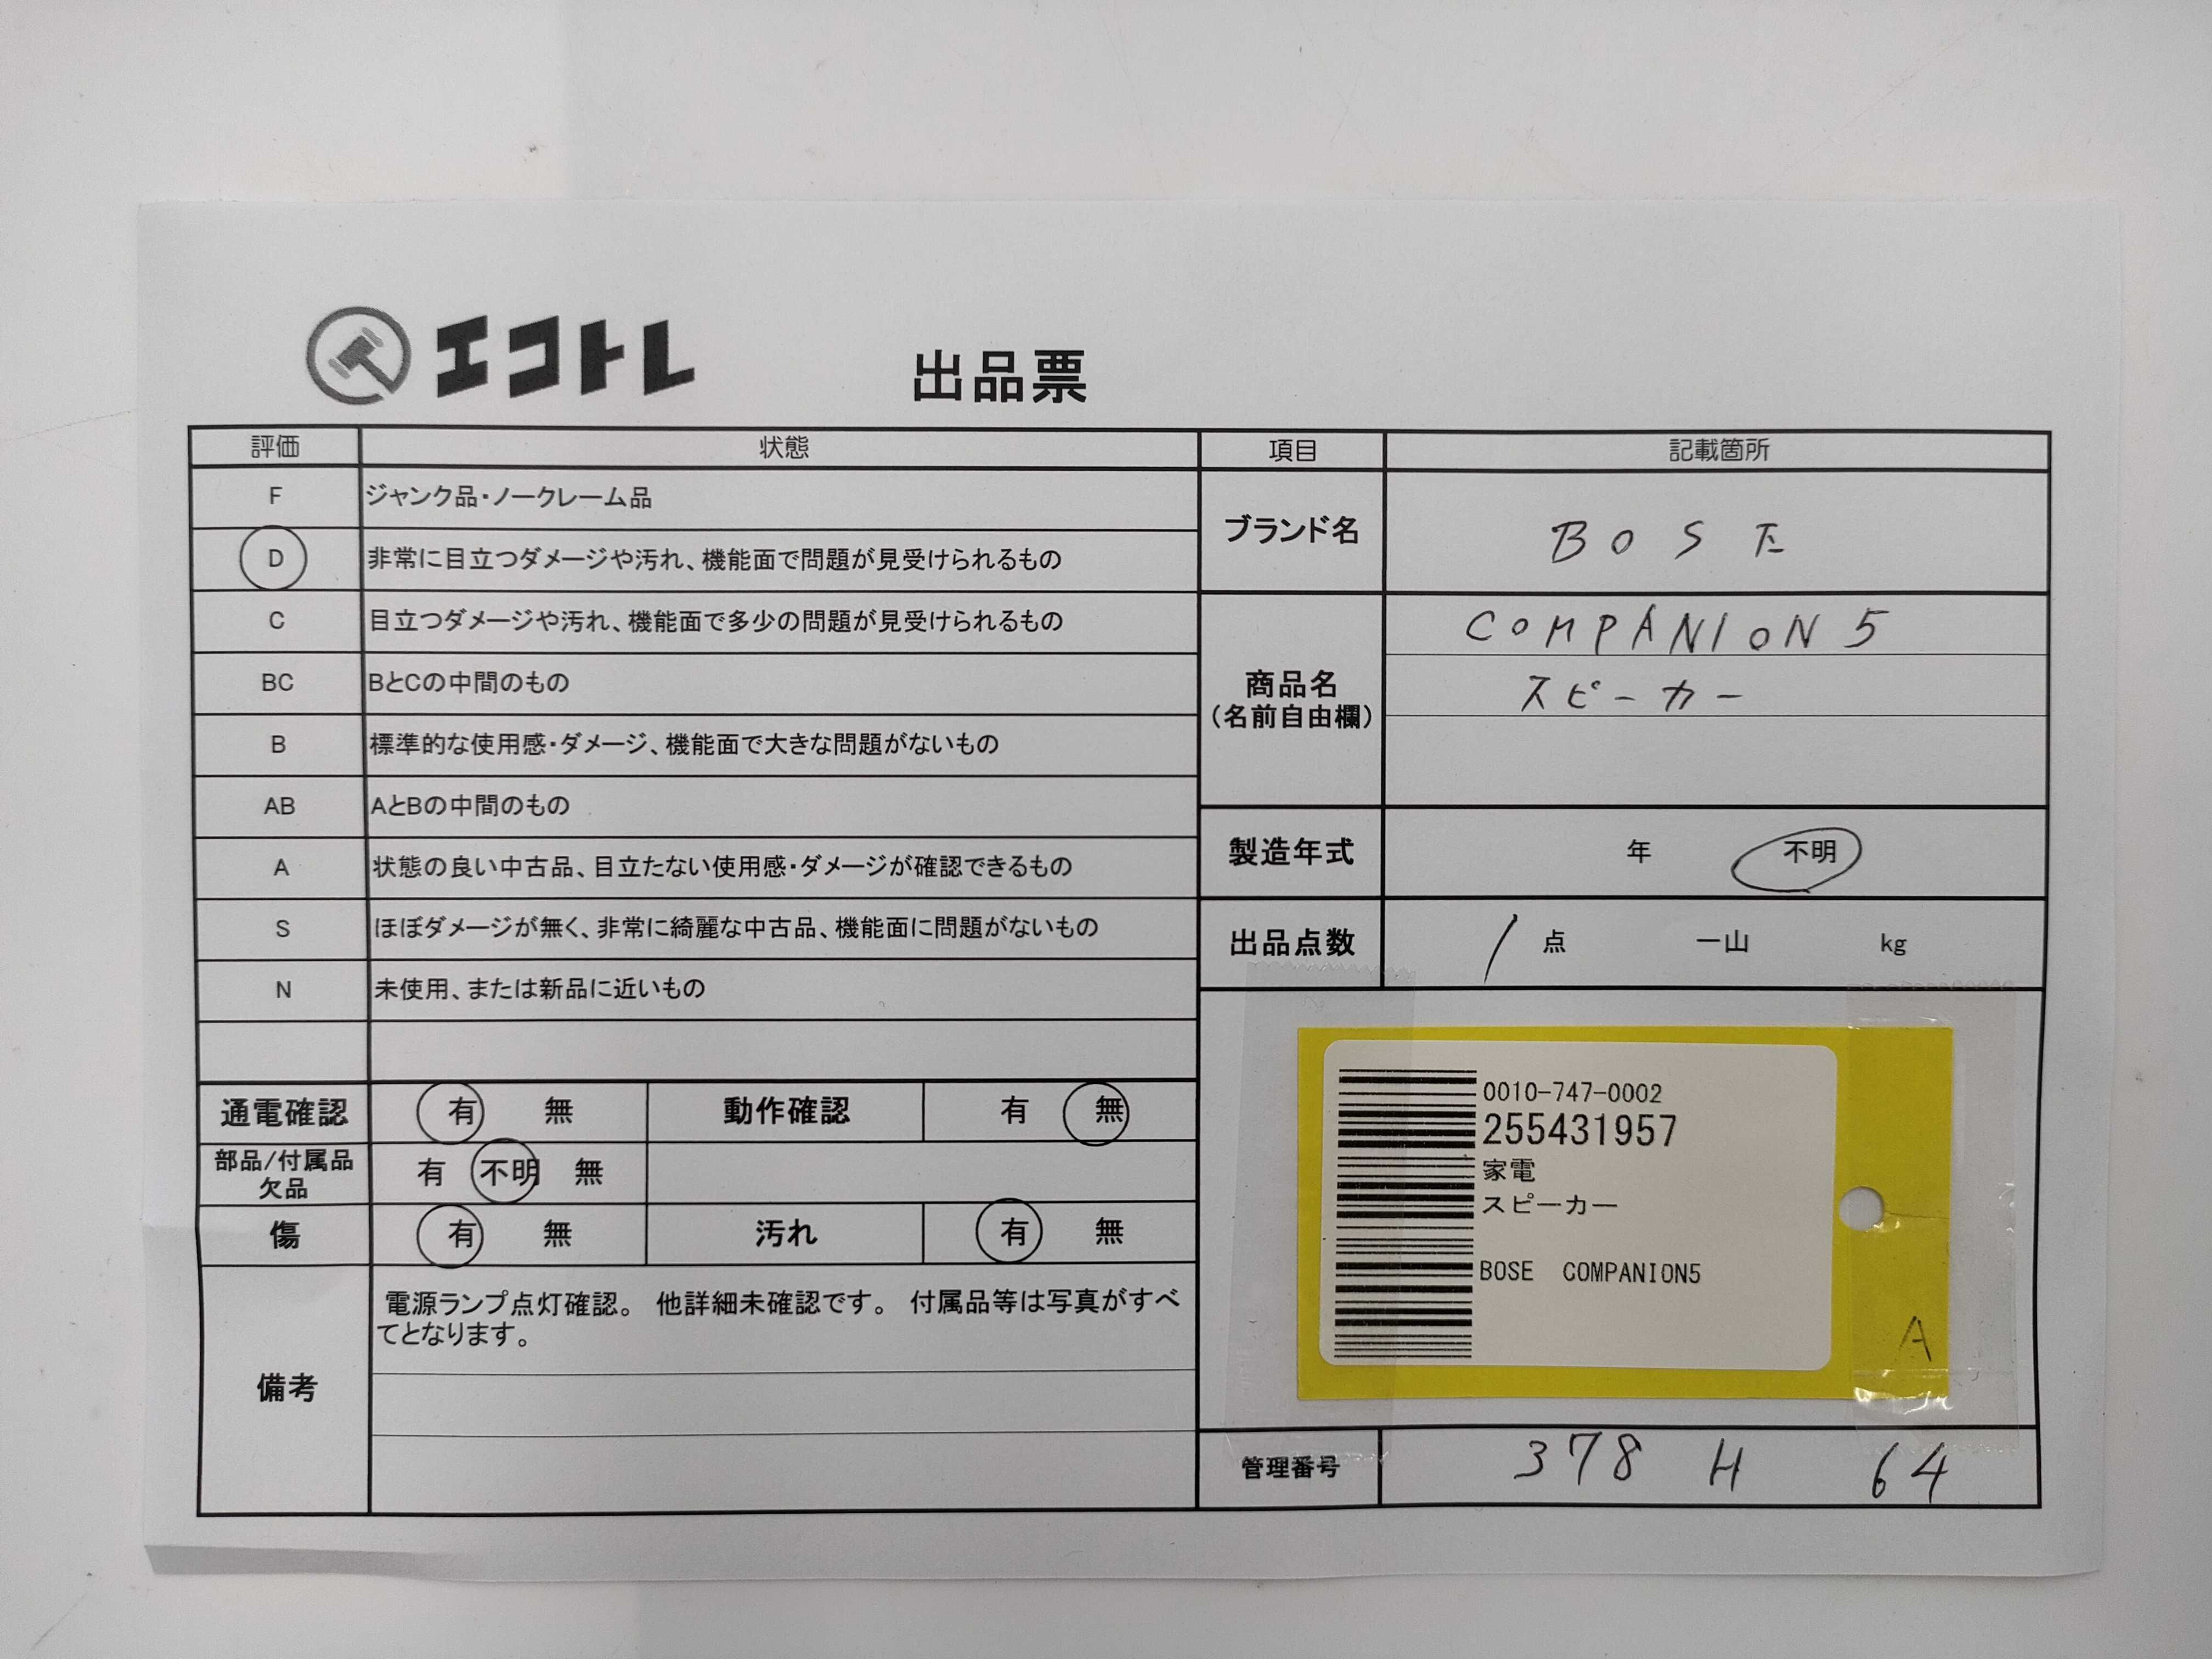 エコトレ
出品票
評価 状態
F ジャンク品・ノークレーム品
D 非常に目立つダメージや汚れ、機能面で問題が見受けられるもの
C 目立つダメージや汚れ、機能面で多少の問題が見受けられるもの
BC BとCの中間のもの
B 標準的な使用感・ダメージ、機能面で大きな問題がないもの
AB AとBの中間のもの
A 状態の良い中古品、目立たない使用感・ダメージが確認できるもの
S ほぼダメージが無く、非常に綺麗な中古品、機能面に問題がないもの
N 未使用、または新品に近いもの
通電確認 有 無 動作確認 有 無
部品/付属品
欠品
有 不明 無
傷 有 無 汚れ 有 無
備考
電源ランプ点灯確認。 他詳細未確認です。 付属品等は写真がすべ
てとなります。
項目 記載箇所
ブランド名 BOSE
商品名
(名前自由欄)
COMPANION 5
スピーカー
製造年式 年 不明
出品点数 1 点 一山 kg
0010-747-0002
255431957
家電
スピーカー
BOSE COMPANION5
A
管理番号 378 H 64